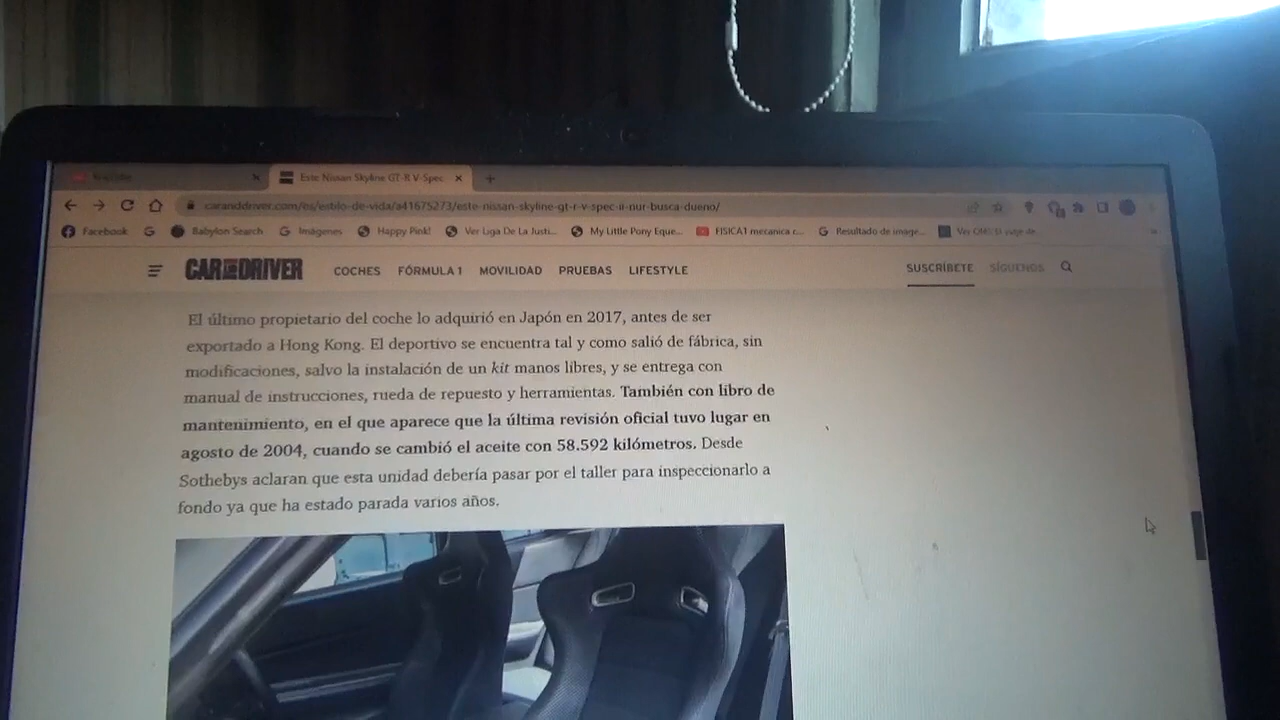 Este Nissan Skyline GT-R V-Spec
caranddriver.com/es/estilo-de-vida/a41675273/este-nissan-skyline-gt-r-v-spec-ii-nur-busca-dueno/
Facebook
Babylon Search
Imágenes
Happy Pink!
Ver Liga De La Justi...
My Little Pony Eque...
FISICA1 mecanica c...
Resultado de image...
CAR AND DRIVER
COCHES FÓRMULA 1 MOVILIDAD PRUEBAS LIFESTYLE
SUSCRÍBETE SÍGUENOS
El último propietario del coche lo adquirió en Japón en 2017, antes de ser
exportado a Hong Kong. El deportivo se encuentra tal y como salió de fábrica, sin
modificaciones, salvo la instalación de un kit manos libres, y se entrega con
manual de instrucciones, rueda de repuesto y herramientas. También con libro de
mantenimiento, en el que aparece que la última revisión oficial tuvo lugar en
agosto de 2004, cuando se cambió el aceite con 58.592 kilómetros. Desde
Sothebys aclaran que esta unidad debería pasar por el taller para inspeccionarlo a
fondo ya que ha estado parada varios años.